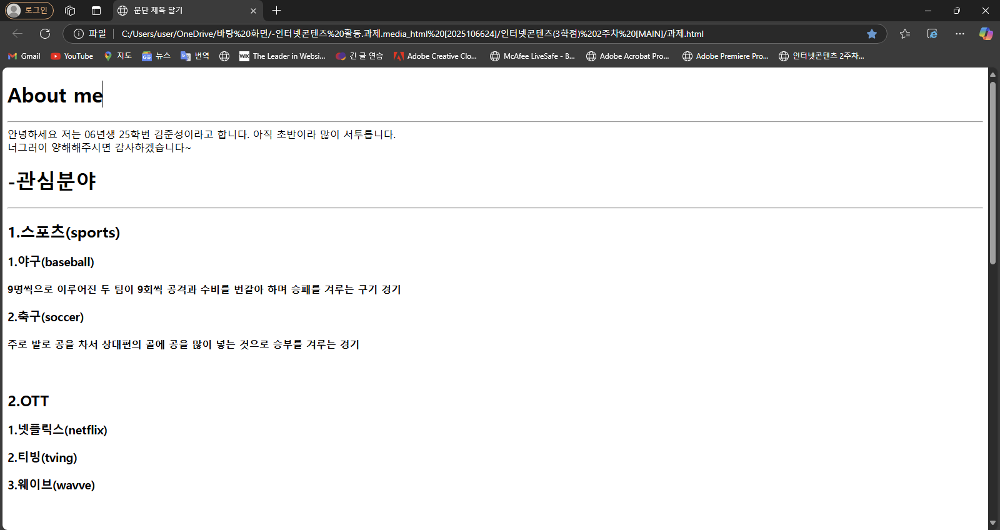 로그인
문단 제목 달기
파일
C:/Users/user/OneDrive/바탕%20화면/-인터넷콘텐츠%20활동.과제.media_html%20[2025106624]/인터넷콘텐츠(3학점)%202주차%20[MAIN]/과제.html
Gmail YouTube 지도 뉴스 번역 WIX The Leader in Websi... 긴 글 연습 Adobe Creative Clo... McAfee LiveSafe - B... Adobe Acrobat Pro... Adobe Premiere Pro... 인터넷콘텐츠 2주차...
About me
안녕하세요 저는 06년생 25학번 김준성이라고 합니다. 아직 초반이라 많이 서투릅니다.
너그러이 양해해주시면 감사하겠습니다~
-관심분야
1.스포츠(sports)
1.야구(baseball)
9명씩으로 이루어진 두 팀이 9회씩 공격과 수비를 번갈아 하며 승패를 겨루는 구기 경기
2.축구(soccer)
주로 발로 공을 차서 상대편의 골에 공을 많이 넣는 것으로 승부를 겨루는 경기
2.OTT
1.넷플릭스(netflix)
2.티빙(tving)
3.웨이브(wavve)